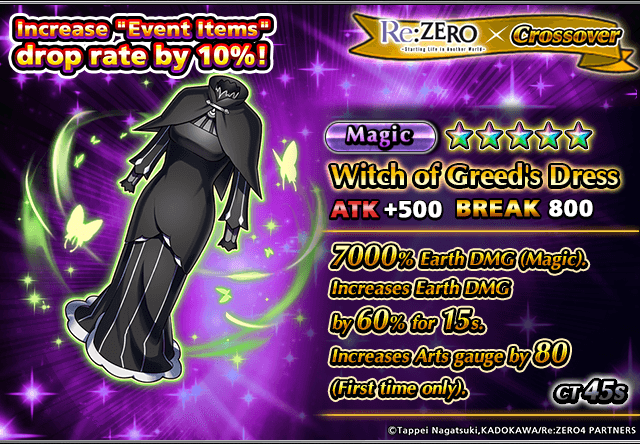 Increase "Event Items"
drop rate by 10%!
Re:ZERO × Crossover
-Starting Life in Another World-
Magic
Witch of Greed's Dress
ATK +500 BREAK 800
7000% Earth DMG (Magic).
Increases Earth DMG
by 60% for 15s.
Increases Arts gauge by 80
(First time only).
CT 45s
©Tappei Nagatsuki,KADOKAWA/Re:ZERO4 PARTNERS